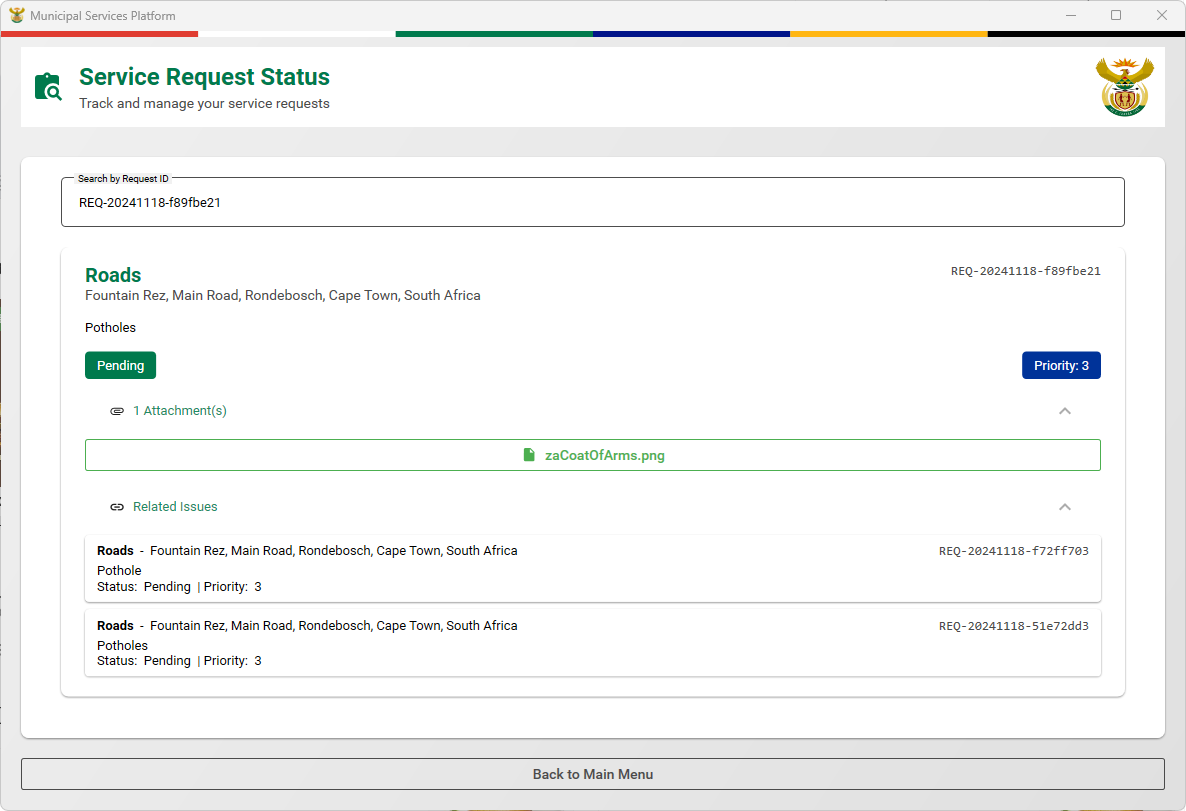 Municipal Services Platform
Service Request Status
Track and manage your service requests
Search by Request ID
REQ-20241118-f89fbe21
Roads
REQ-20241118-f89fbe21
Fountain Rez, Main Road, Rondebosch, Cape Town, South Africa
Potholes
Pending
Priority: 3
1 Attachment(s)
zaCoatOfArms.png
Related Issues
Roads - Fountain Rez, Main Road, Rondebosch, Cape Town, South Africa
REQ-20241118-f72ff703
Pothole
Status: Pending | Priority: 3
Roads - Fountain Rez, Main Road, Rondebosch, Cape Town, South Africa
REQ-20241118-51e72dd3
Potholes
Status: Pending | Priority: 3
Back to Main Menu